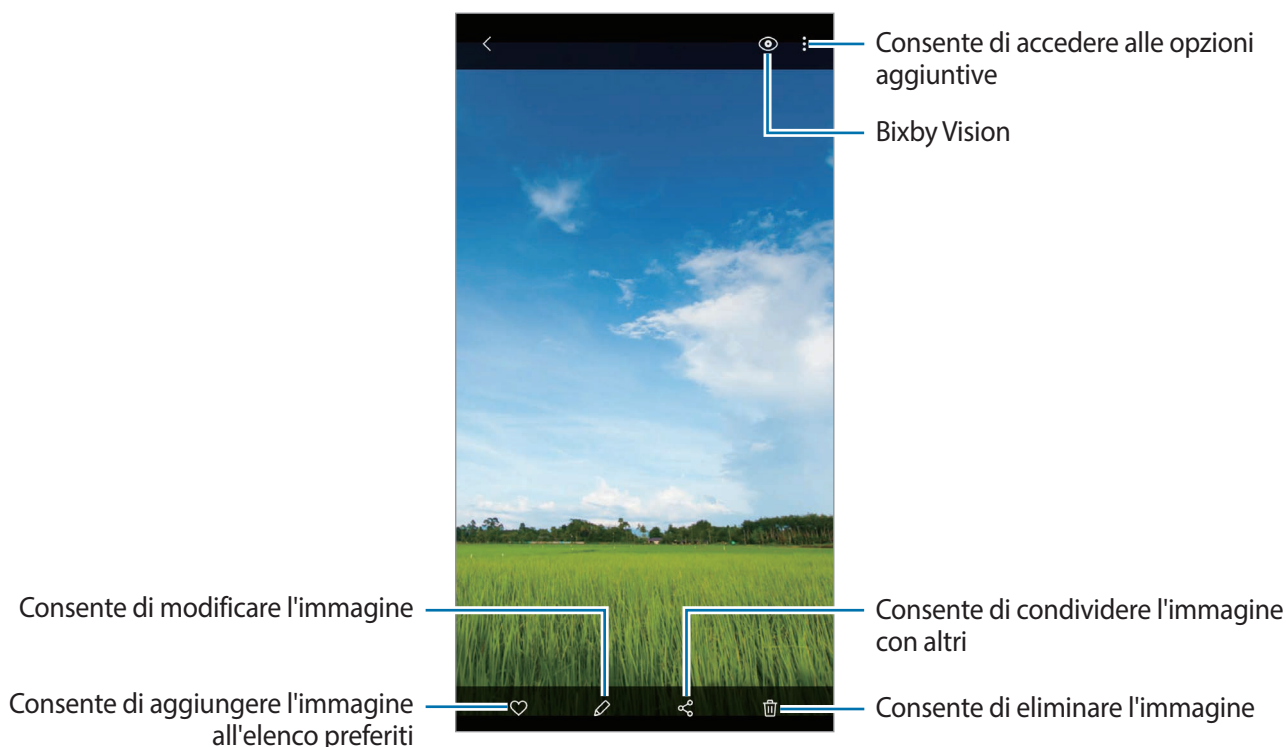 Consente di accedere alle opzioni
aggiuntive
Bixby Vision
Consente di modificare l'immagine
Consente di condividere l'immagine
con altri
Consente di aggiungere l'immagine
all'elenco preferiti
Consente di eliminare l'immagine